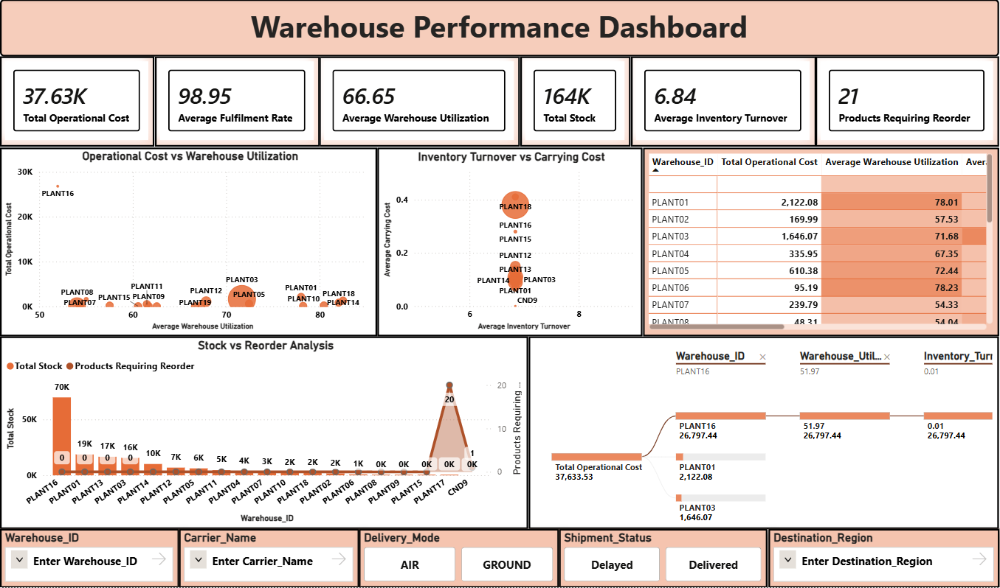 Warehouse Performance Dashboard
37.63K
Total Operational Cost
98.95
Average Fulfilment Rate
66.65
Average Warehouse Utilization
164K
Total Stock
6.84
Average Inventory Turnover
21
Products Requiring Reorder
Operational Cost vs Warehouse Utilization
Total Operational Cost
30K
20K
10K
0K
PLANT16
PLANT08
PLANT07
PLANT15
PLANT11
PLANT09
PLANT12
PLANT19
PLANT03
PLANT05
PLANT01
PLANT10
PLANT18
PLANT14
50 60 70 80
Average Warehouse Utilization
Inventory Turnover vs Carrying Cost
Average Carrying Cost
0.4
0.2
0.0
PLANT18
PLANT16
PLANT15
PLANT12
PLANT13
PLANT14
PLANT03
PLANT01
CND9
6 8
Average Inventory Turnover
Warehouse_ID Total Operational Cost Average Warehouse Utilization Avera
PLANT01 2,122.08 78.01
PLANT02 169.99 57.53
PLANT03 1,646.07 71.68
PLANT04 335.95 67.35
PLANT05 610.38 72.44
PLANT06 95.19 78.23
PLANT07 239.79 54.33
PLANT08 48.31 54.04
Stock vs Reorder Analysis
Total Stock Products Requiring Reorder
Total Stock
50K
0K
70K 19K 17K 16K 10K 7K 6K 5K 4K 3K 2K 2K 2K 1K 0K 0K 0K 0K 0K
0 0 0 0 20 1
20
10
0
Products Requiring ...
PLANT16 PLANT01 PLANT13 PLANT03 PLANT14 PLANT12 PLANT05 PLANT11 PLANT04 PLANT07 PLANT10 PLANT18 PLANT02 PLANT06 PLANT08 PLANT09 PLANT15 PLANT17 CND9
Warehouse_ID
Warehouse_ID
PLANT16
Warehouse_Util...
51.97
Inventory_Turr
0.01
Total Operational Cost
37,633.53
PLANT16
26,797.44
51.97
26,797.44
0.01
26,797.44
PLANT01
2,122.08
PLANT03
1,646.07
Warehouse_ID
Enter Warehouse_ID
Carrier_Name
Enter Carrier_Name
Delivery_Mode
AIR
GROUND
Shipment_Status
Delayed
Delivered
Destination_Region
Enter Destination_Region